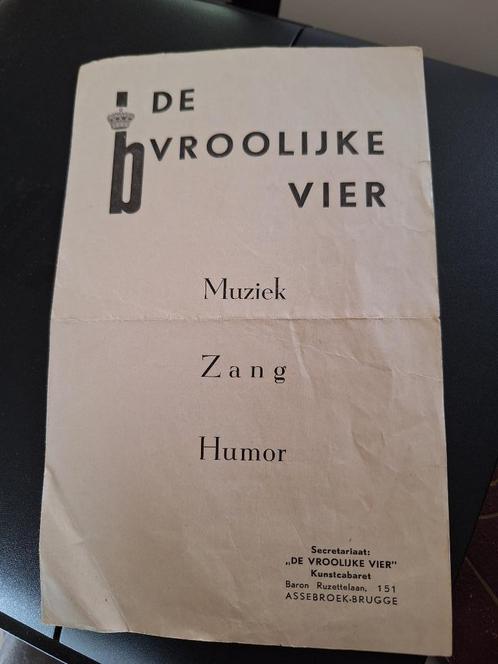 b
DE
VROOLIJKE
VIER
Muziek
Zang
Humor
Secretariaat:
„DE VROOLIJKE VIER"
Kunstcabaret
Baron Ruzettelaan, 151
ASSEBROEK-BRUGGE